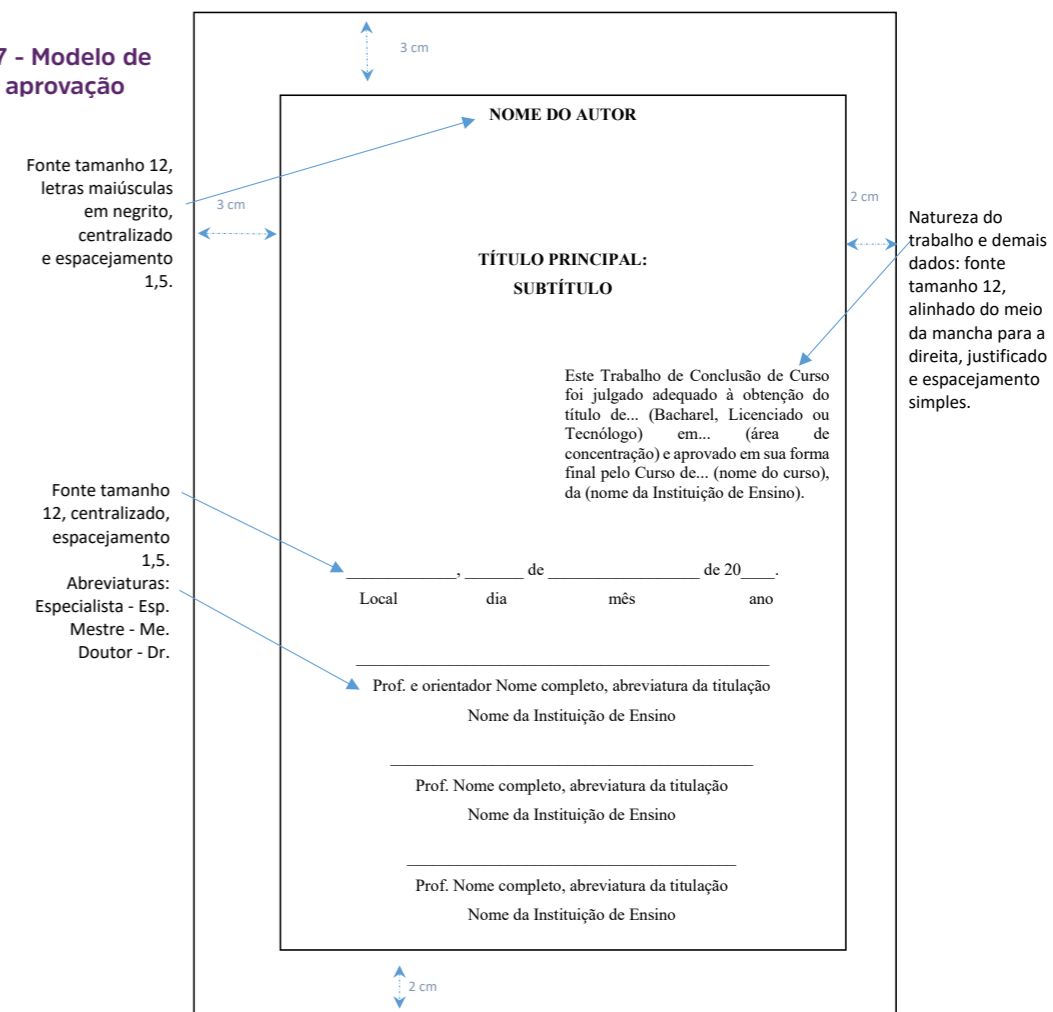 7 - Modelo de
aprovação
3 cm
NOME DO AUTOR
Fonte tamanho 12,
letras maiúsculas
em negrito,
centralizado
e espacejamento
1,5.
3 cm
2 cm
TÍTULO PRINCIPAL:
SUBTÍTULO
Natureza do
trabalho e demais
dados: fonte
tamanho 12,
alinhado do meio
da mancha para a
direita, justificado
e espacejamento
simples.
Este Trabalho de Conclusão de Curso
foi julgado adequado à obtenção do
título de... (Bacharel, Licenciado ou
Tecnólogo) em... (área de
concentração) e aprovado em sua forma
final pelo Curso de... (nome do curso),
da (nome da Instituição de Ensino).
Fonte tamanho
12, centralizado,
espacejamento
1,5.
Abreviaturas:
Especialista - Esp.
Mestre - Me.
Doutor - Dr.
_____________, _______ de __________________ de 20____.
Local dia mês ano
Prof. e orientador Nome completo, abreviatura da titulação
Nome da Instituição de Ensino
Prof. Nome completo, abreviatura da titulação
Nome da Instituição de Ensino
Prof. Nome completo, abreviatura da titulação
Nome da Instituição de Ensino
2 cm